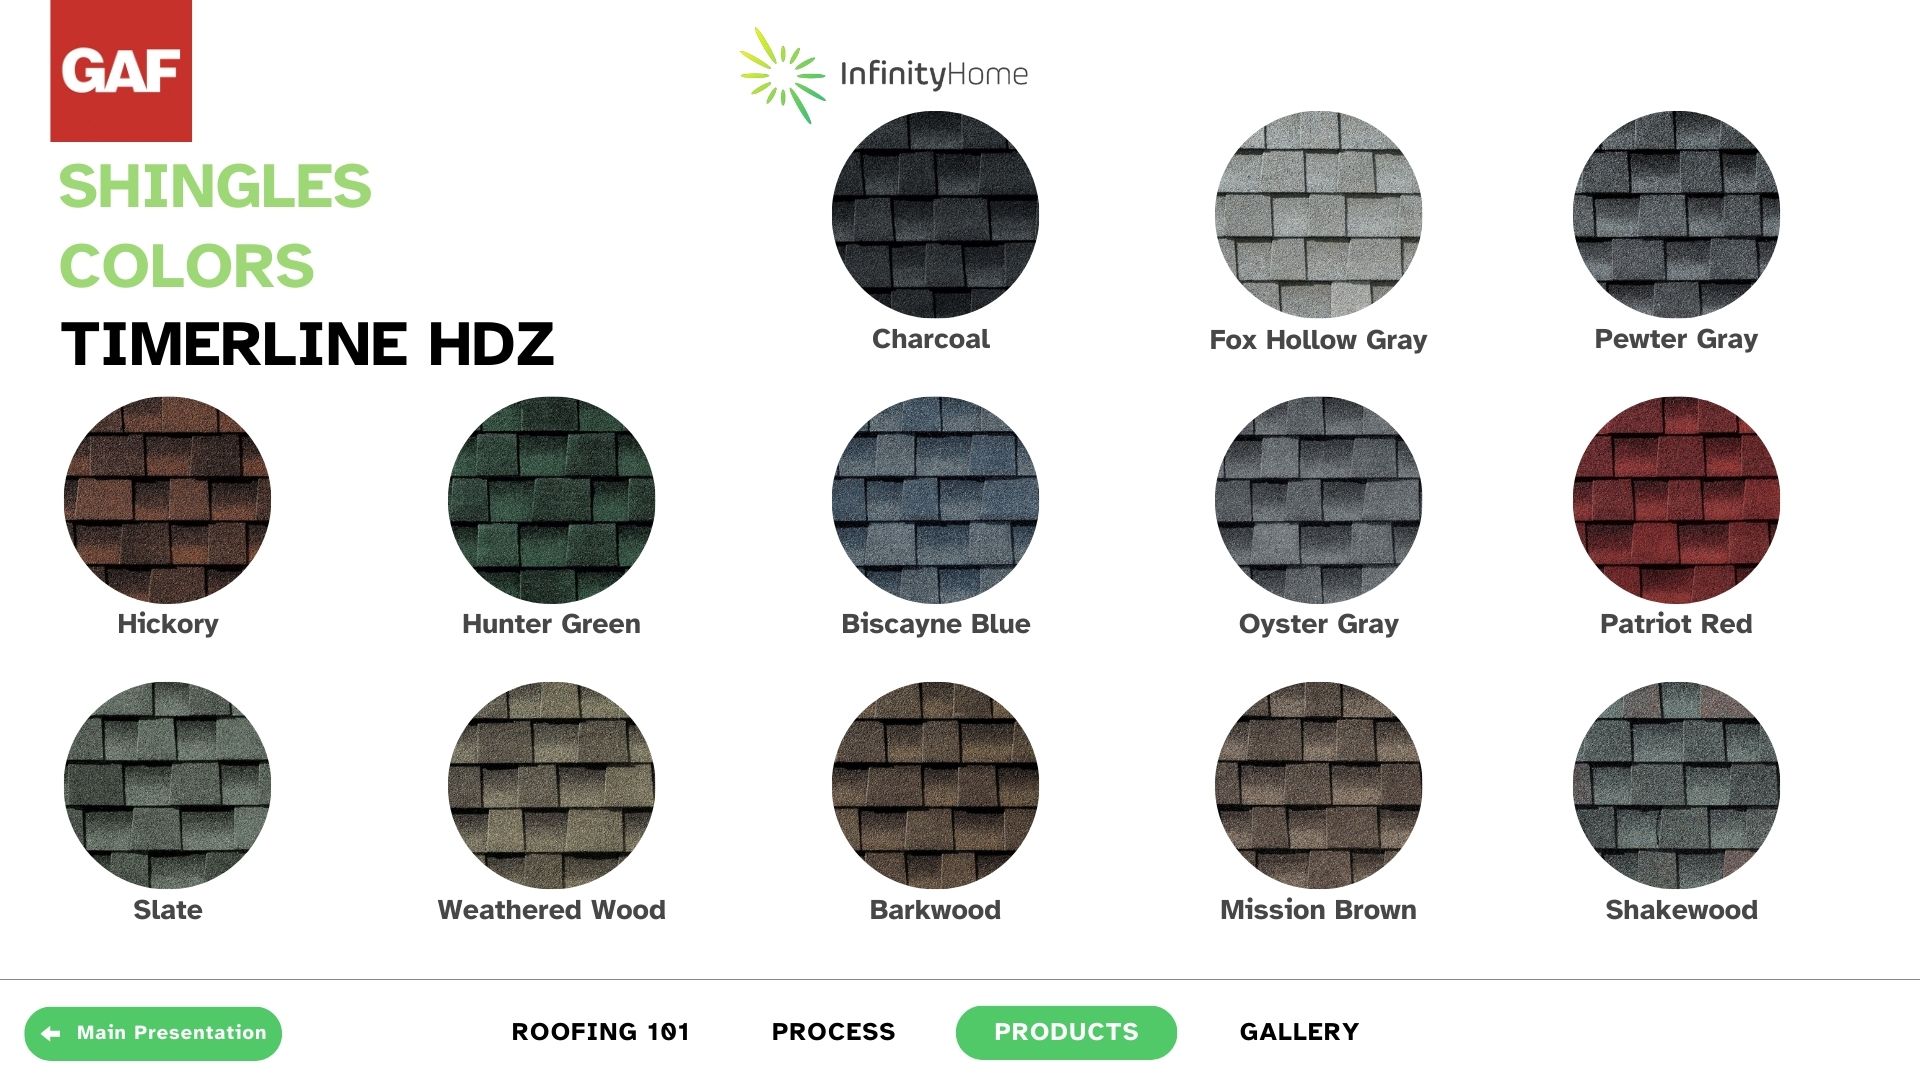 GAF
InfinityHome
SHINGLES
COLORS
TIMERLINE HDZ
Charcoal
Fox Hollow Gray
Pewter Gray
Hickory
Hunter Green
Biscayne Blue
Oyster Gray
Patriot Red
Slate
Weathered Wood
Barkwood
Mission Brown
Shakewood
Main Presentation
ROOFING 101
PROCESS
PRODUCTS
GALLERY